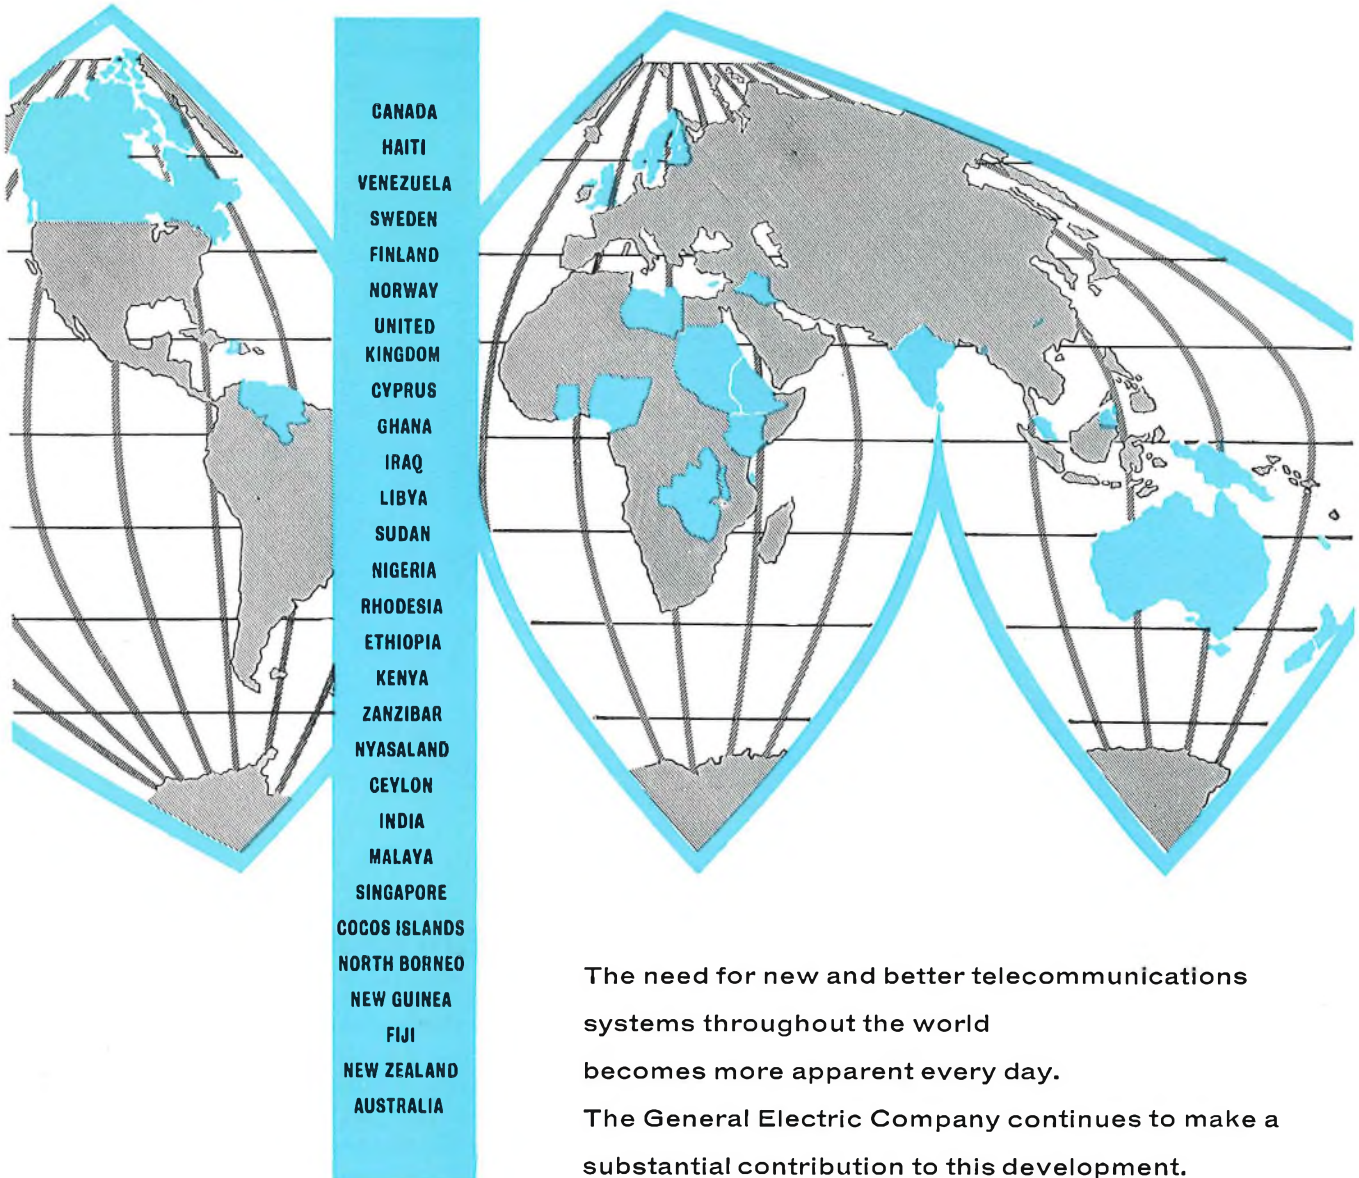 CANADA
HAITI
VENEZUELA
SWEDEN
FINLAND
NORWAY
UNITED
KINGDOM
CYPRUS
GHANA
IRAQ
LIBYA
SUDAN
NIGERIA
RHODESIA
ETHIOPIA
KENYA
ZANZIBAR
NYASALAND
CEYLON
INDIA
MALAYA
SINGAPORE
COCOS ISLANDS
NORTH BORNEO
NEW GUINEA
FIJI
NEW ZEALAND
AUSTRALIA
The need for new and better telecommunications
systems throughout the world
becomes more apparent every day.
The General Electric Company continues to make a
substantial contribution to this development.